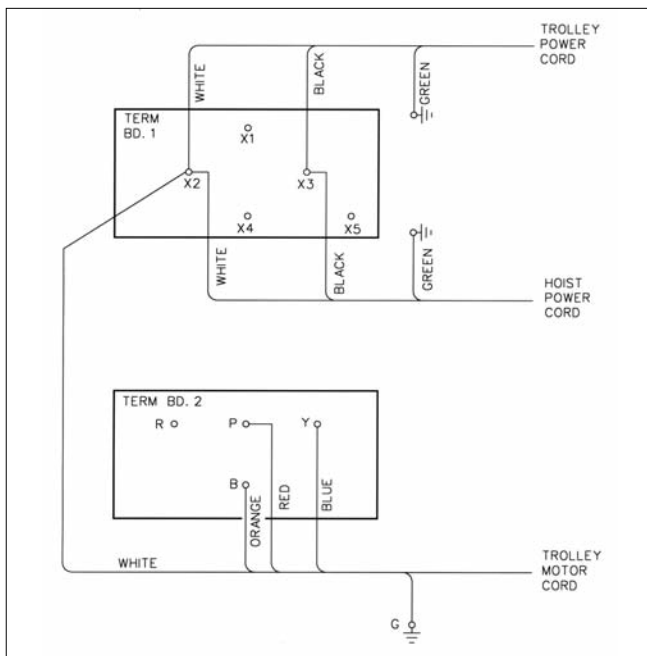 TROLLEY
POWER
CORD
WHITE
BLACK
GREEN
TERM
BD. 1
X1
X2
X3
X4
X5
WHITE
BLACK
GREEN
HOIST
POWER
CORD
TERM BD. 2
R
P
Y
B
ORANGE
RED
BLUE
WHITE
TROLLEY
MOTOR
CORD
G